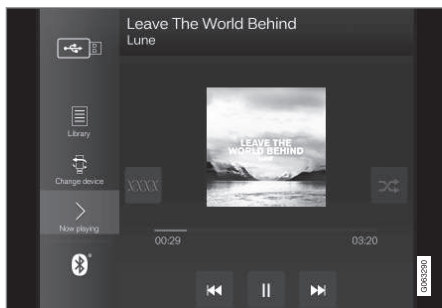 Leave The World Behind
Lune
Library
Change device
XXXX
Now playing
LEAVE THE
WORLD BEHIND
LUNE
00:29
03:20
G063290